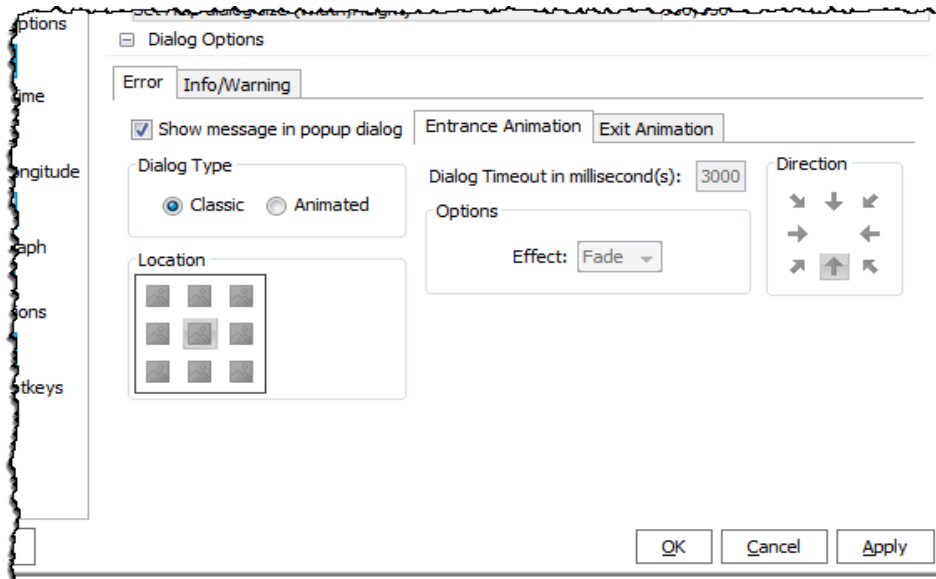 ptions
Dialog Options
Error Info/Warning
ime
Show message in popup dialog Entrance Animation Exit Animation
ongitude
Dialog Type Dialog Timeout in millisecond(s): 3000 Direction
Classic Animated Options
aph
Effect: Fade
Location
ions
tkeys
OK Cancel Apply